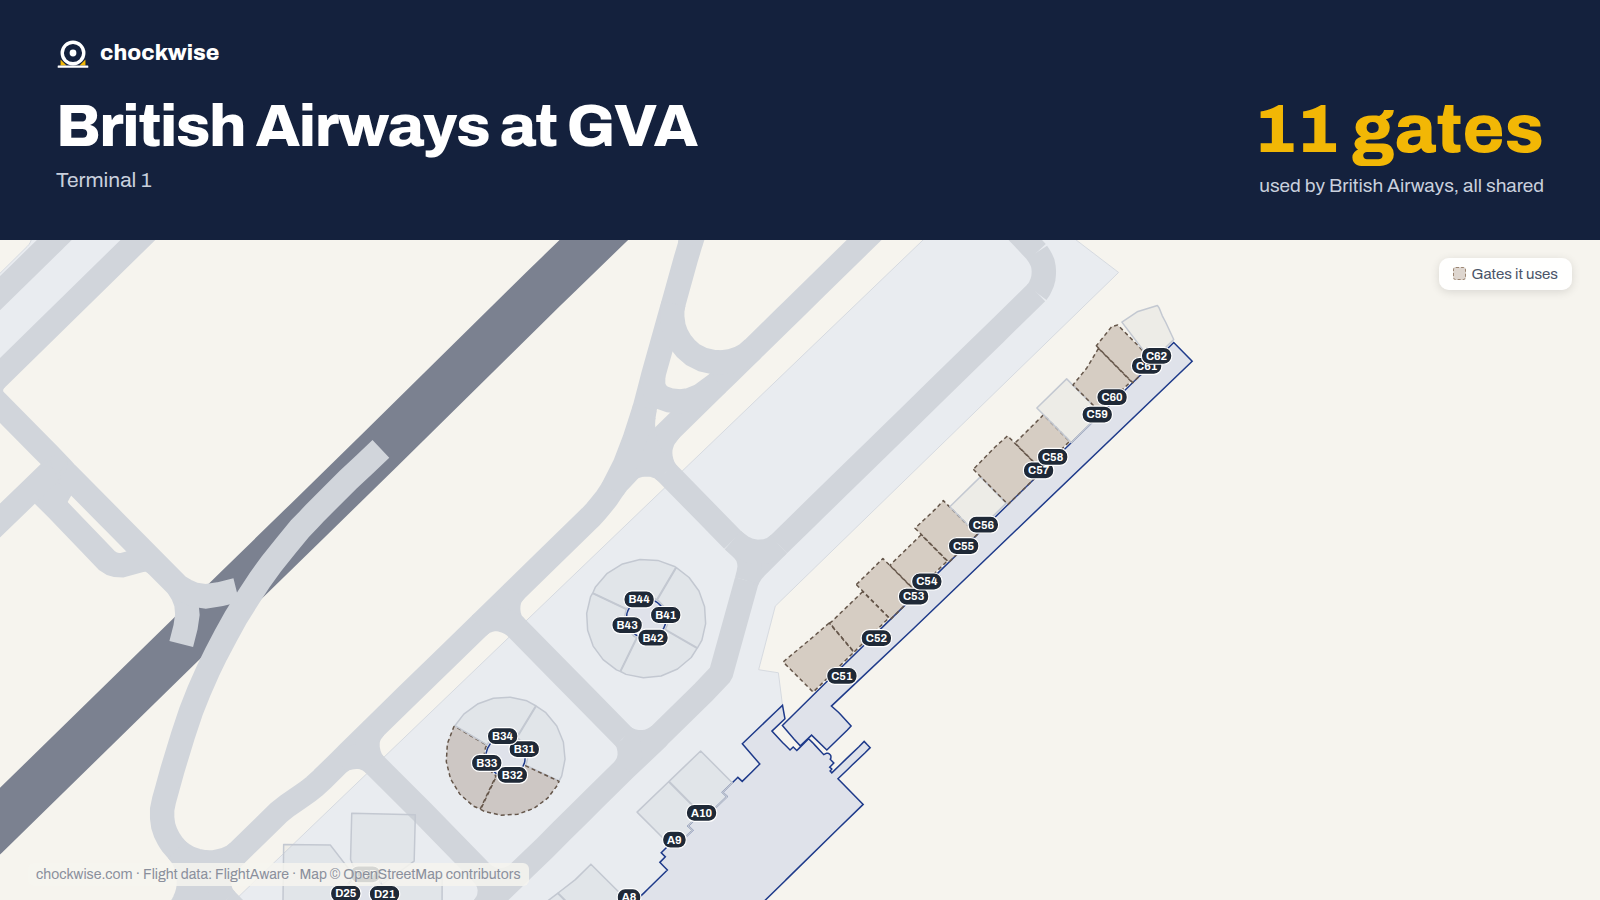 chockwise
British Airways at GVA
Terminal 1
11 gates
used by British Airways, all shared
Gates it uses
C62
C61
C60
C59
C58
C57
C56
C55
C54
C53
C52
C51
B44
B41
B43
B42
B34
B31
B33
B32
A10
A9
A8
D25
D21
chockwise.com · Flight data: FlightAware · Map © OpenStreetMap contributors